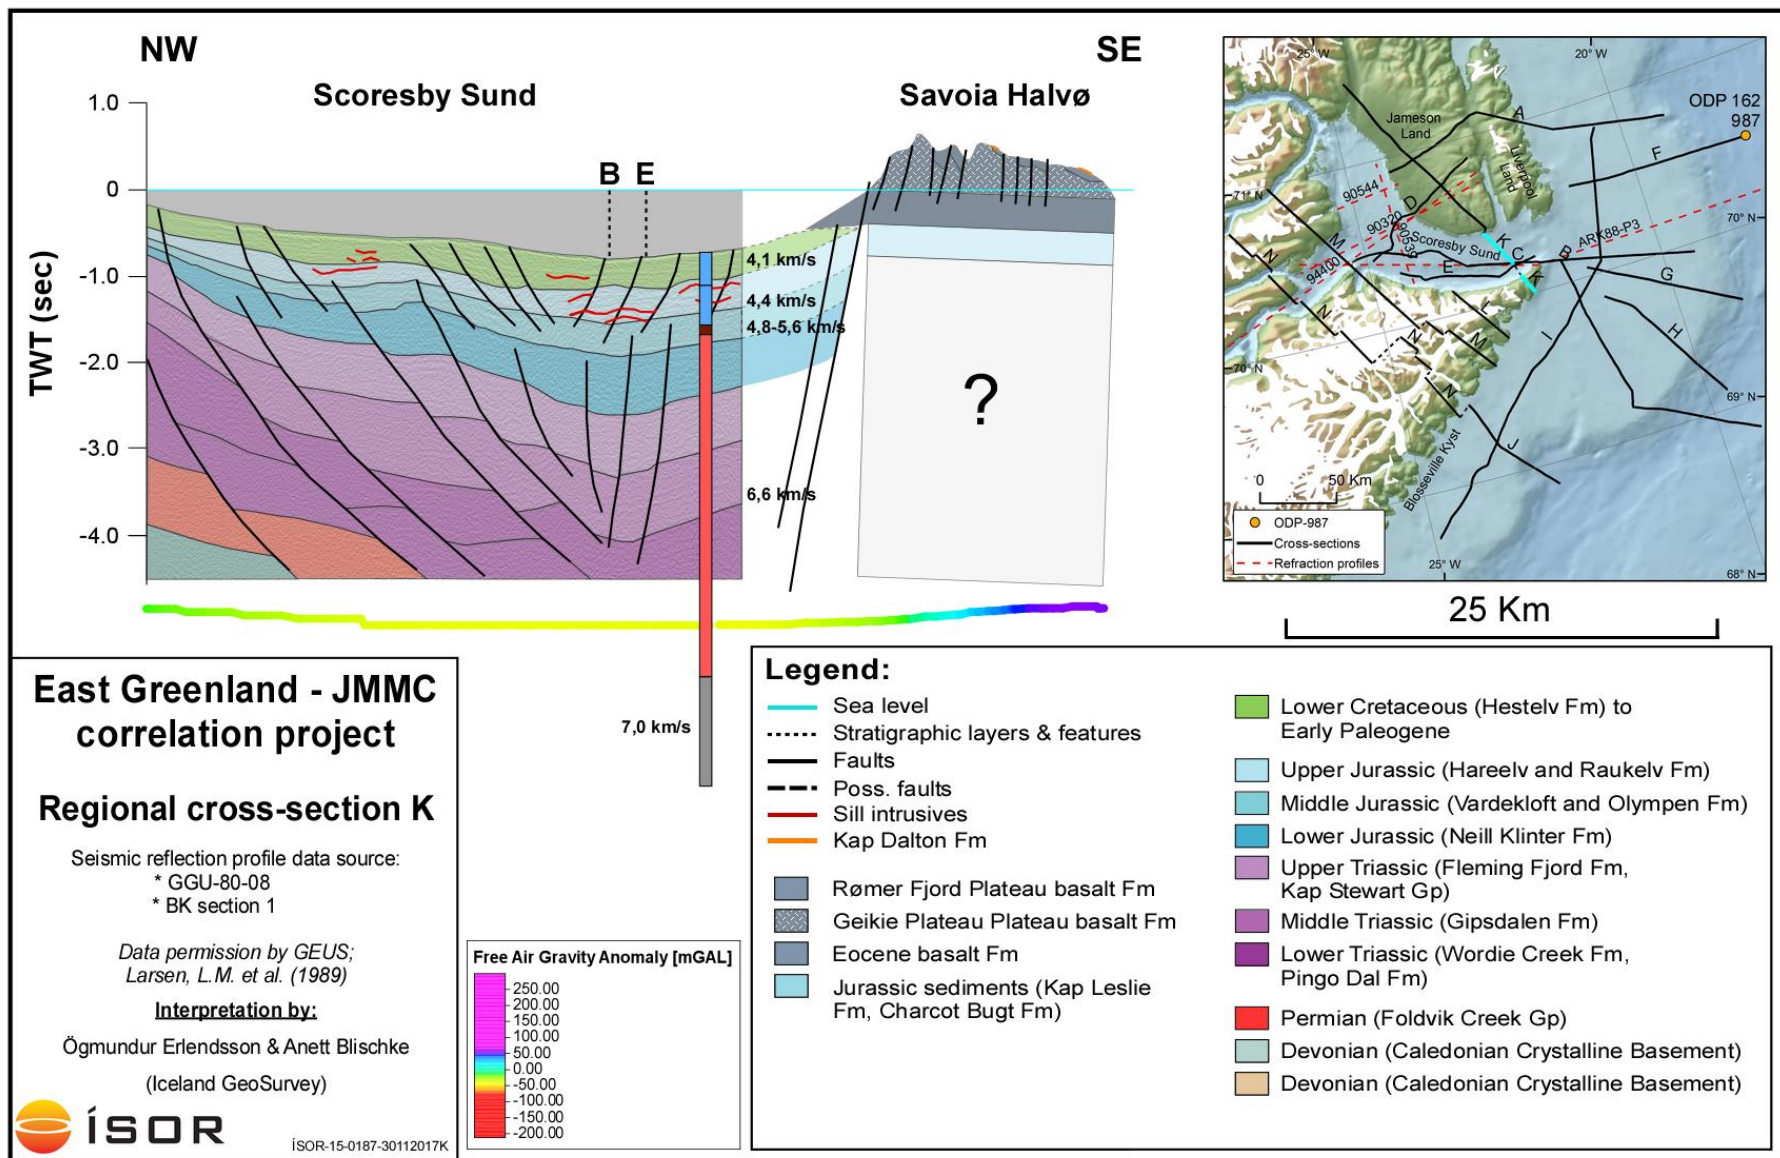 NW
SE
Scoresby Sund
Savoia Halvø
TWT (sec)
1.0
0
-1.0
-2.0
-3.0
-4.0
B
E
4,1 km/s
4,4 km/s
4,8-5,6 km/s
6,6 km/s
7,0 km/s
?
25° W
20° W
ODP 162
987
Jameson
Land
Liverpool
Land
A
F
71° N
70° N
90544
D
90320
90539
Scoresby Sund
94400
ARK88-P3
K
C
B
E
K
G
M
N
L
N
N
M
H
I
70° N
69° N
N
J
Blosseville Kyst
0
50 Km
ODP-987
Cross-sections
Refraction profiles
25° W
68° N
25 Km
East Greenland - JMMC
correlation project
Regional cross-section K
Seismic reflection profile data source:
* GGU-80-08
* BK section 1
Data permission by GEUS;
Larsen, L.M. et al. (1989)
Interpretation by:
Ögmundur Erlendsson & Anett Blischke
(Iceland GeoSurvey)
ÍSOR
ÍSOR-15-0187-30112017K
Free Air Gravity Anomaly [mGAL]
250.00
200.00
150.00
100.00
50.00
0.00
-50.00
-100.00
-150.00
-200.00
Legend:
Sea level
Stratigraphic layers & features
Faults
Poss. faults
Sill intrusives
Kap Dalton Fm
Rømer Fjord Plateau basalt Fm
Geikie Plateau Plateau basalt Fm
Eocene basalt Fm
Jurassic sediments (Kap Leslie
Fm, Charcot Bugt Fm)
Lower Cretaceous (Hestelv Fm) to
Early Paleogene
Upper Jurassic (Hareelv and Raukelv Fm)
Middle Jurassic (Vardekloft and Olympen Fm)
Lower Jurassic (Neill Klinter Fm)
Upper Triassic (Fleming Fjord Fm,
Kap Stewart Gp)
Middle Triassic (Gipsdalen Fm)
Lower Triassic (Wordie Creek Fm,
Pingo Dal Fm)
Permian (Foldvik Creek Gp)
Devonian (Caledonian Crystalline Basement)
Devonian (Caledonian Crystalline Basement)